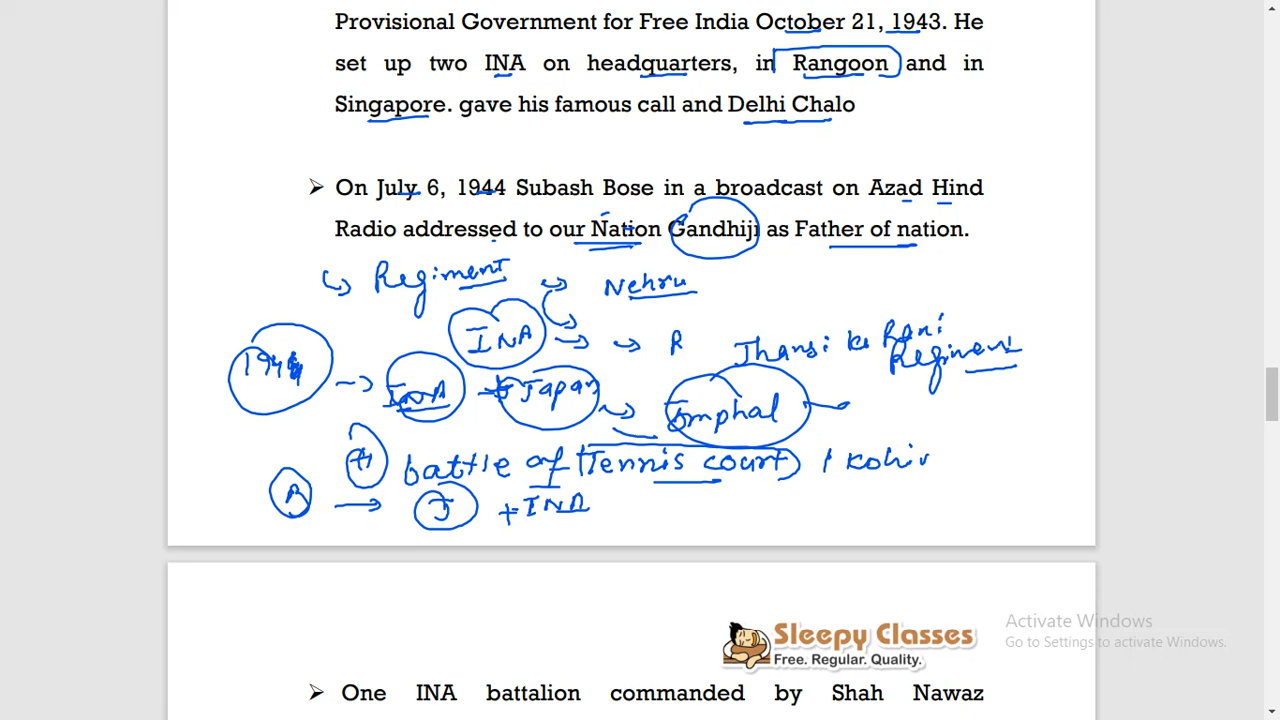 Provisional Government for Free India October 21, 1943. He
set up two INA on headquarters, in Rangoon and in
Singapore. gave his famous call and Delhi Chalo
➤ On July 6, 1944 Subash Bose in a broadcast on Azad Hind
Radio addressed to our Nation Gandhiji as Father of nation.
Regiment Nehru
INA R Jhansi ki Rani
Regiment
1944 INA + Japan Imphal
battle of Tennis court / Kohi
B J + INA
Activate Windows
Go to Settings to activate Windows.
Sleepy Classes
Free. Regular. Quality.
➤ One INA battalion commanded by Shah Nawaz